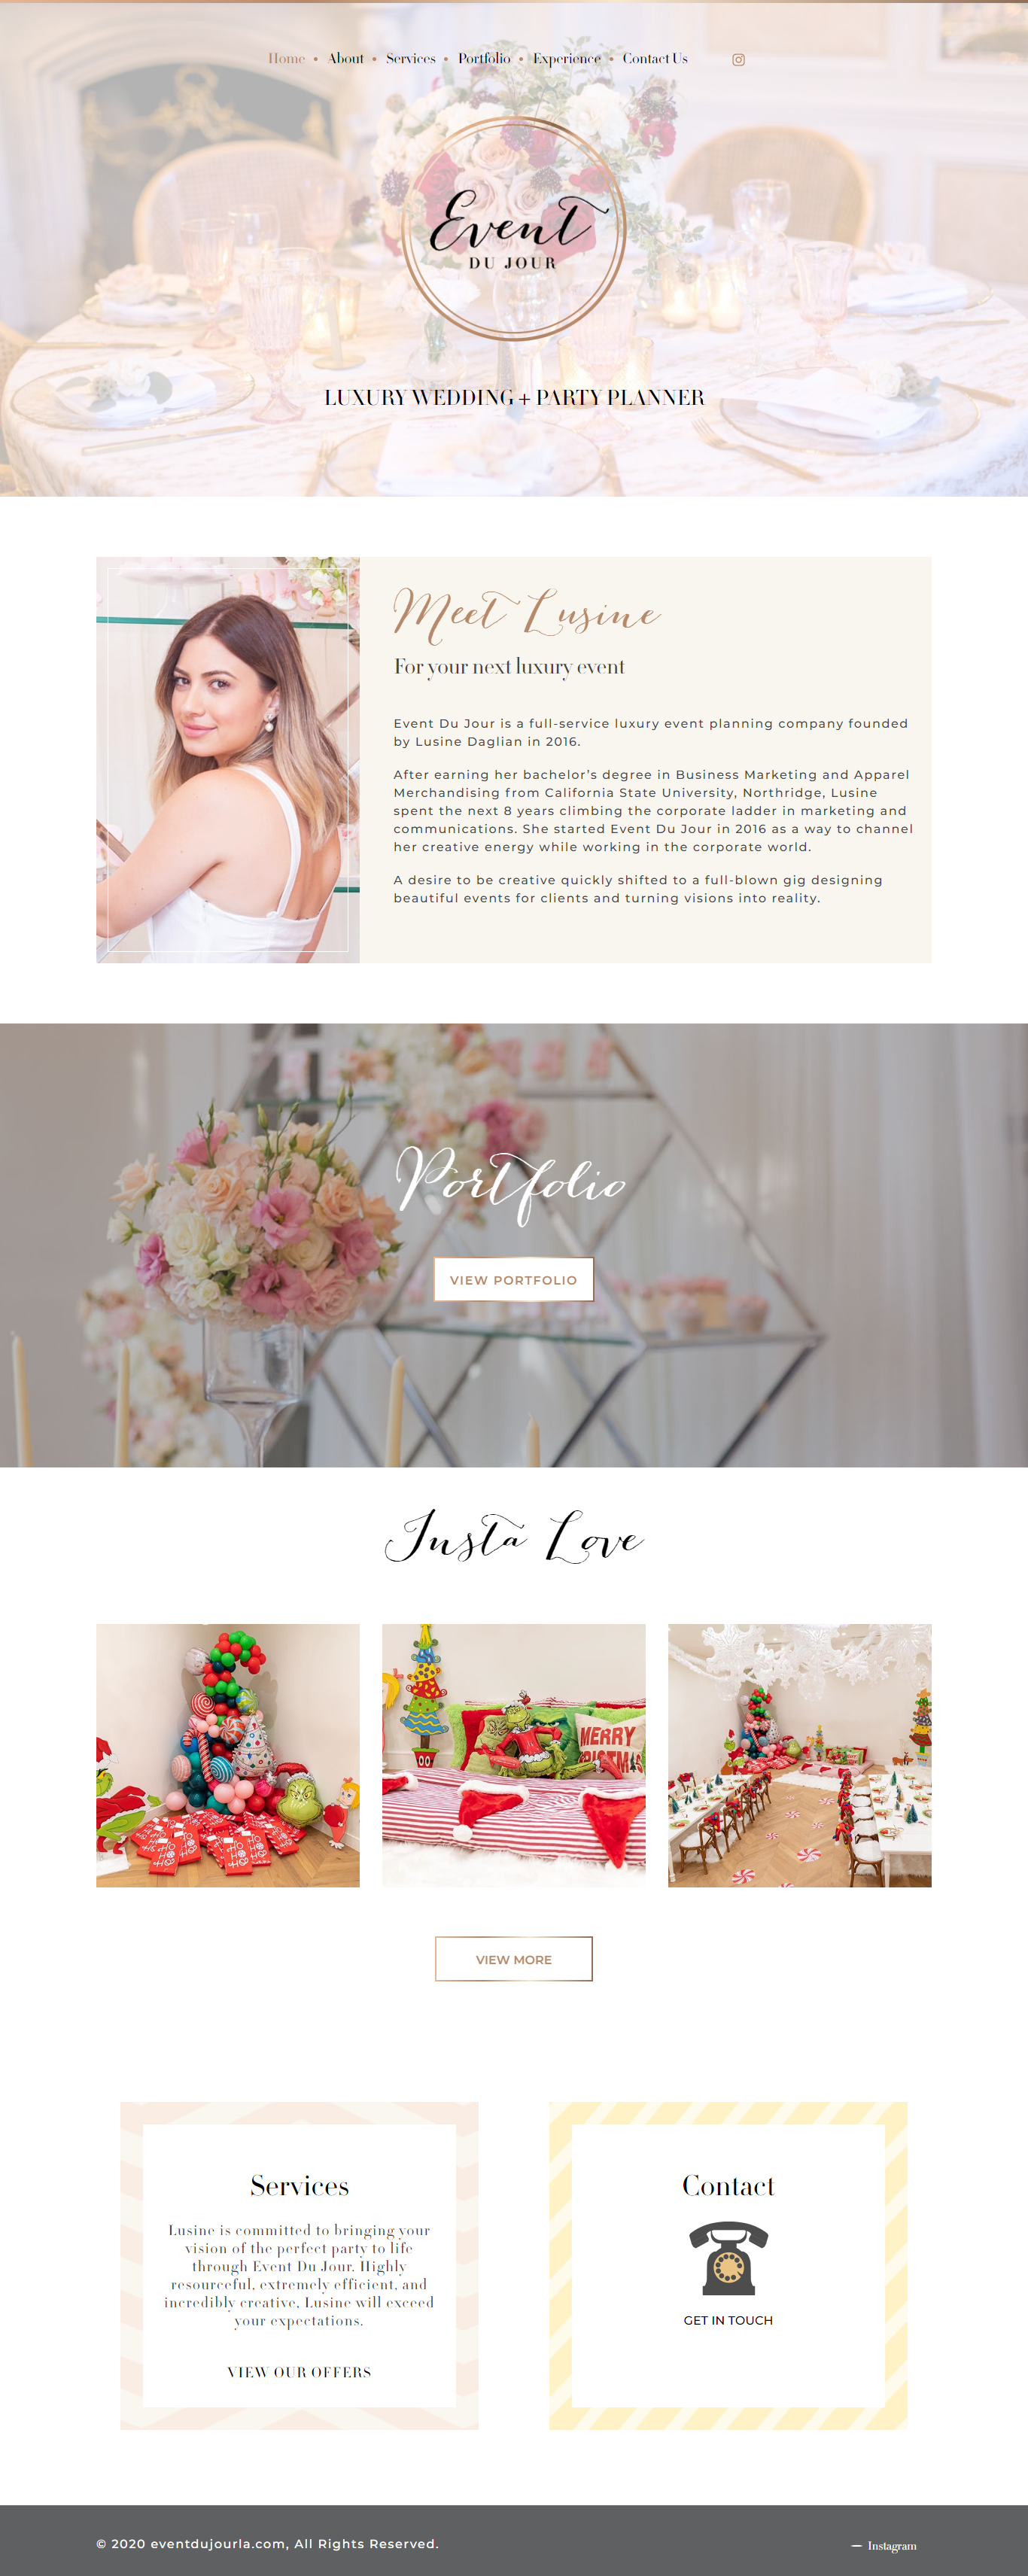 Home • About • Services • Portfolio • Experience • Contact Us
Event
DU JOUR
LUXURY WEDDING + PARTY PLANNER
Meet Lusine
For your next luxury event
Event Du Jour is a full-service luxury event planning company founded
by Lusine Daglian in 2016.
After earning her bachelor’s degree in Business Marketing and Apparel
Merchandising from California State University, Northridge, Lusine
spent the next 8 years climbing the corporate ladder in marketing and
communications. She started Event Du Jour in 2016 as a way to channel
her creative energy while working in the corporate world.
A desire to be creative quickly shifted to a full-blown gig designing
beautiful events for clients and turning visions into reality.
Portfolio
VIEW PORTFOLIO
Insta Love
HO
HO
HO
MERRY
VIEW MORE
Services
Lusine is committed to bringing your
vision of the perfect party to life
through Event Du Jour. Highly
resourceful, extremely efficient, and
incredibly creative, Lusine will exceed
your expectations.
VIEW OUR OFFERS
Contact
GET IN TOUCH
© 2020 eventdujourla.com, All Rights Reserved.
— Instagram